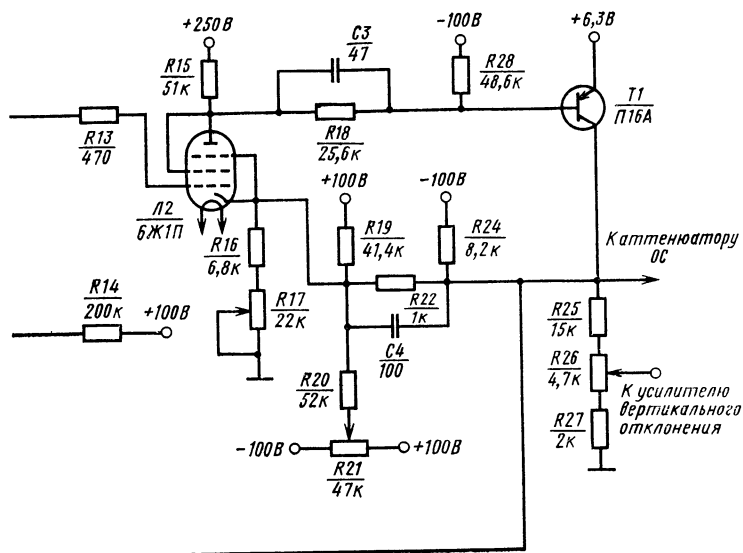 +250В
R15
51к
C3
47
-100В
R28
48,6к
+6,3В
T1
П16А
R13
470
R18
25,6к
Л2
6Ж1П
R16
6,8к
+100В
R19
41,4к
-100В
R24
8,2к
К аттенюатору
ОС
R14
200к
+100В
R17
22к
R22
1к
C4
100
R25
15к
R26
4,7к
R20
52к
К усилителю
вертикального
отклонения
R27
2к
-100В
+100В
R21
47к